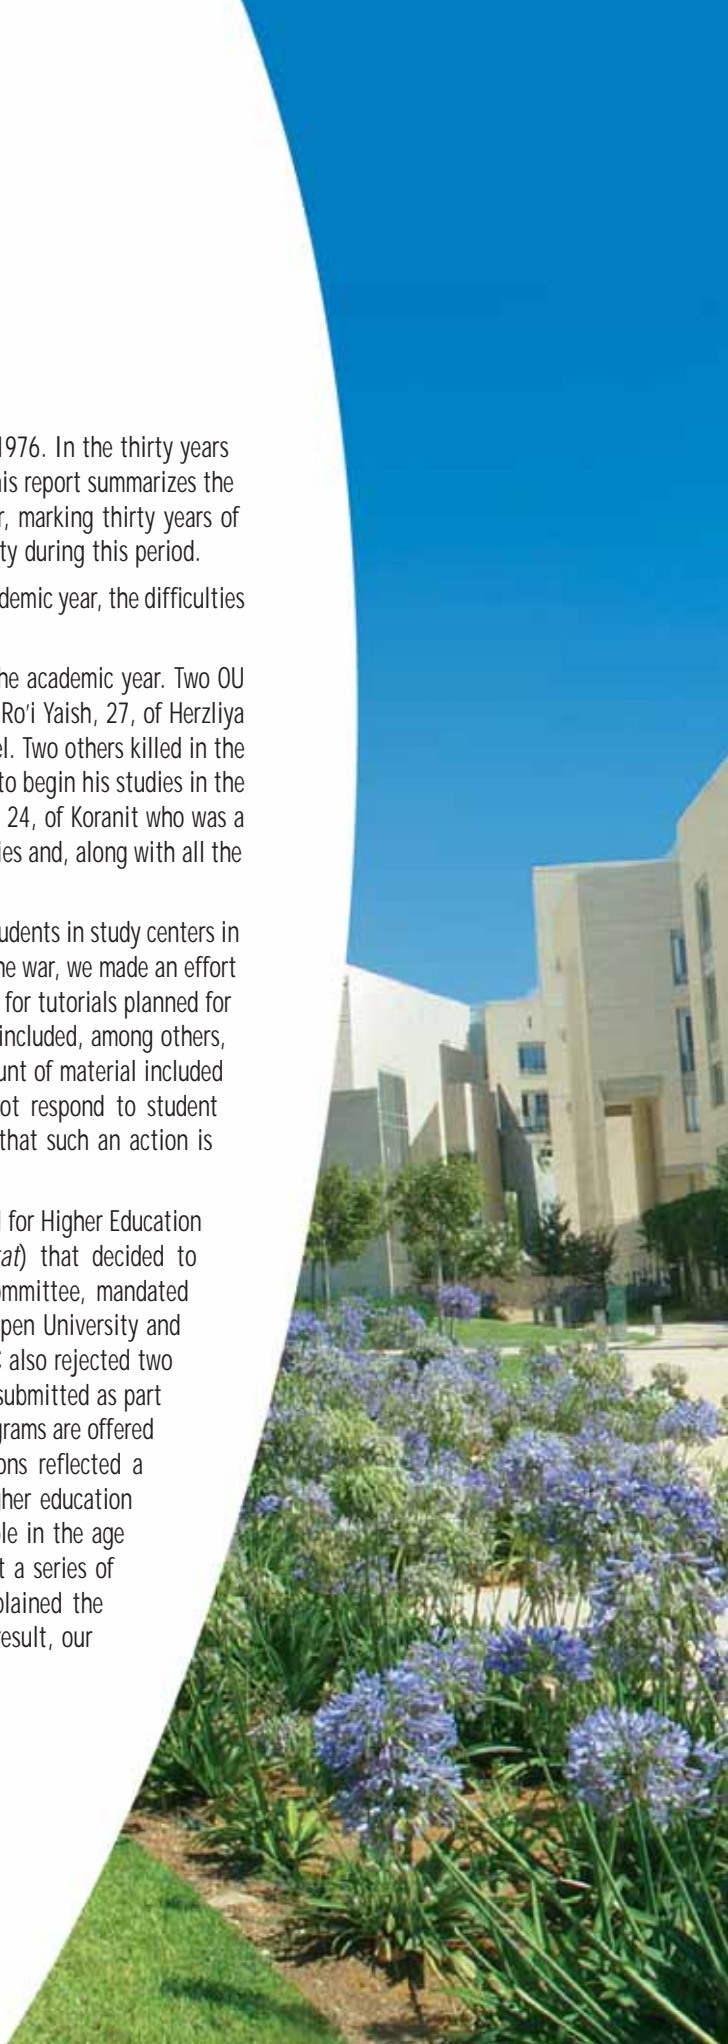 1976. In the thirty years
his report summarizes the
r, marking thirty years of
ty during this period.
demic year, the difficulties
he academic year. Two OU
Ro'i Yaish, 27, of Herzliya
el. Two others killed in the
to begin his studies in the
24, of Koranit who was a
ies and, along with all the
udents in study centers in
he war, we made an effort
for tutorials planned for
included, among others,
unt of material included
ot respond to student
that such an action is
l for Higher Education
tat) that decided to
ommittee, mandated
pen University and
C also rejected two
submitted as part
grams are offered
ons reflected a
gher education
le in the age
t a series of
plained the
result, our